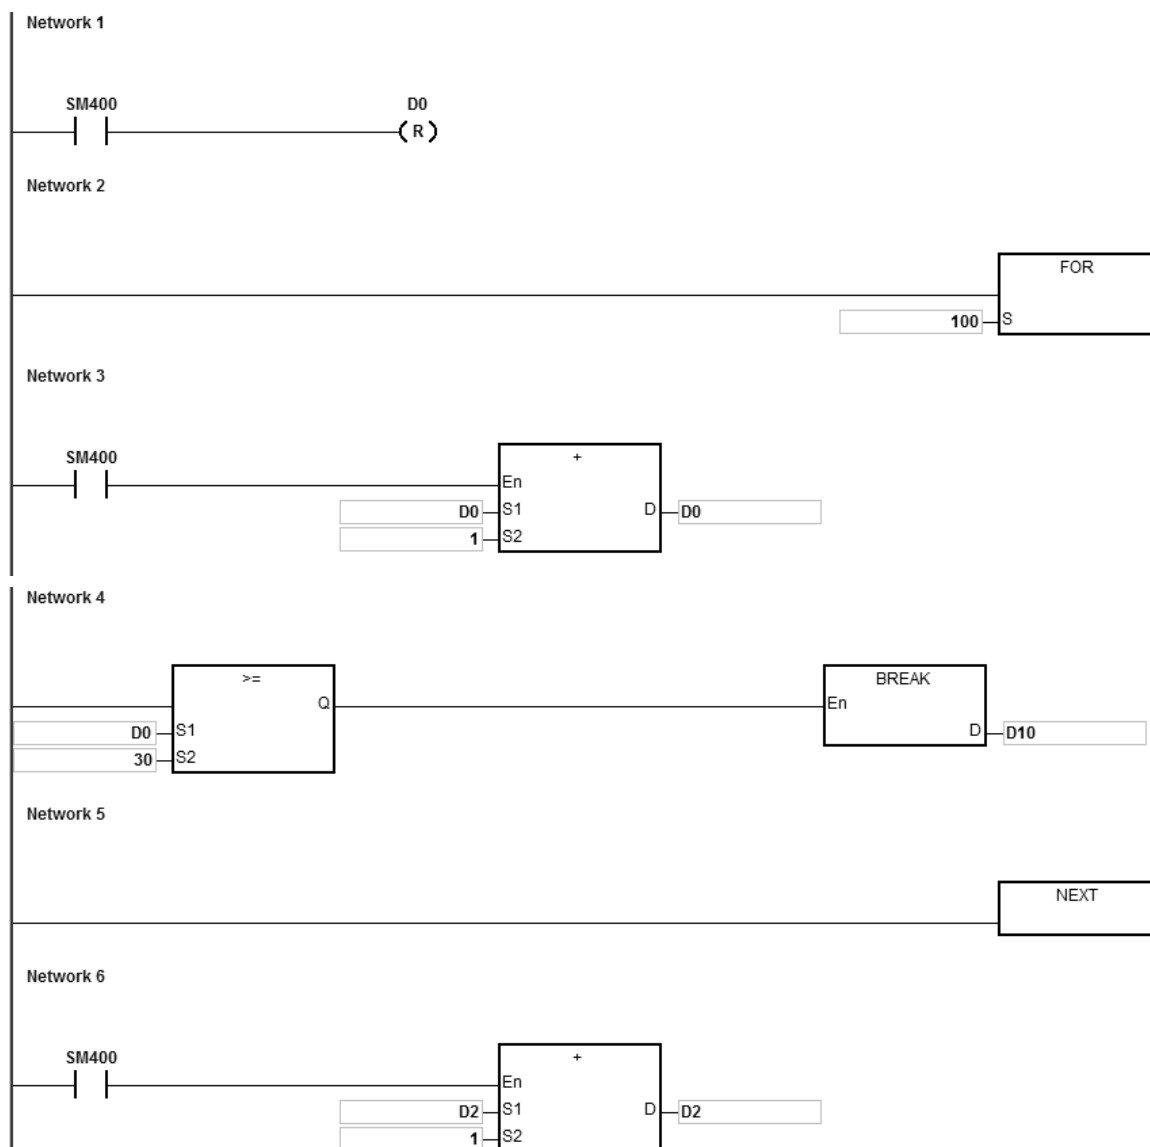 Network 1
SM400 D0
( R )
Network 2
FOR
100 S
Network 3
SM400
+
En
D0 S1 D D0
1 S2
Network 4
>= BREAK
Q En
D0 S1 D D10
30 S2
Network 5
NEXT
Network 6
SM400
+
En
D2 S1 D D2
1 S2